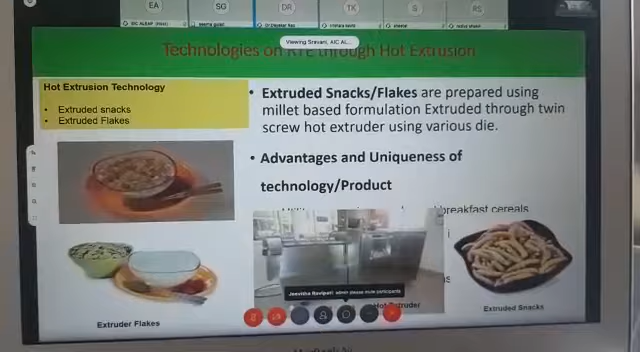 EA
SG
DR
TK
S
RS
Technologies on RTE through Hot Extrusion
Viewing Sravani, AIC AL...
Hot Extrusion Technology
• Extruded snacks
• Extruded Flakes
• Extruded Snacks/Flakes are prepared using
millet based formulation Extruded through twin
screw hot extruder using various die.
• Advantages and Uniqueness of
technology/Product
breakfast cereals
Jeevitha Ravipati: admin please mute participants
Extruder Flakes
Extruded Snacks